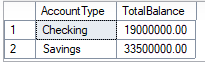 AccountType TotalBalance
1 Checking 19000000.00
2 Savings 33500000.00